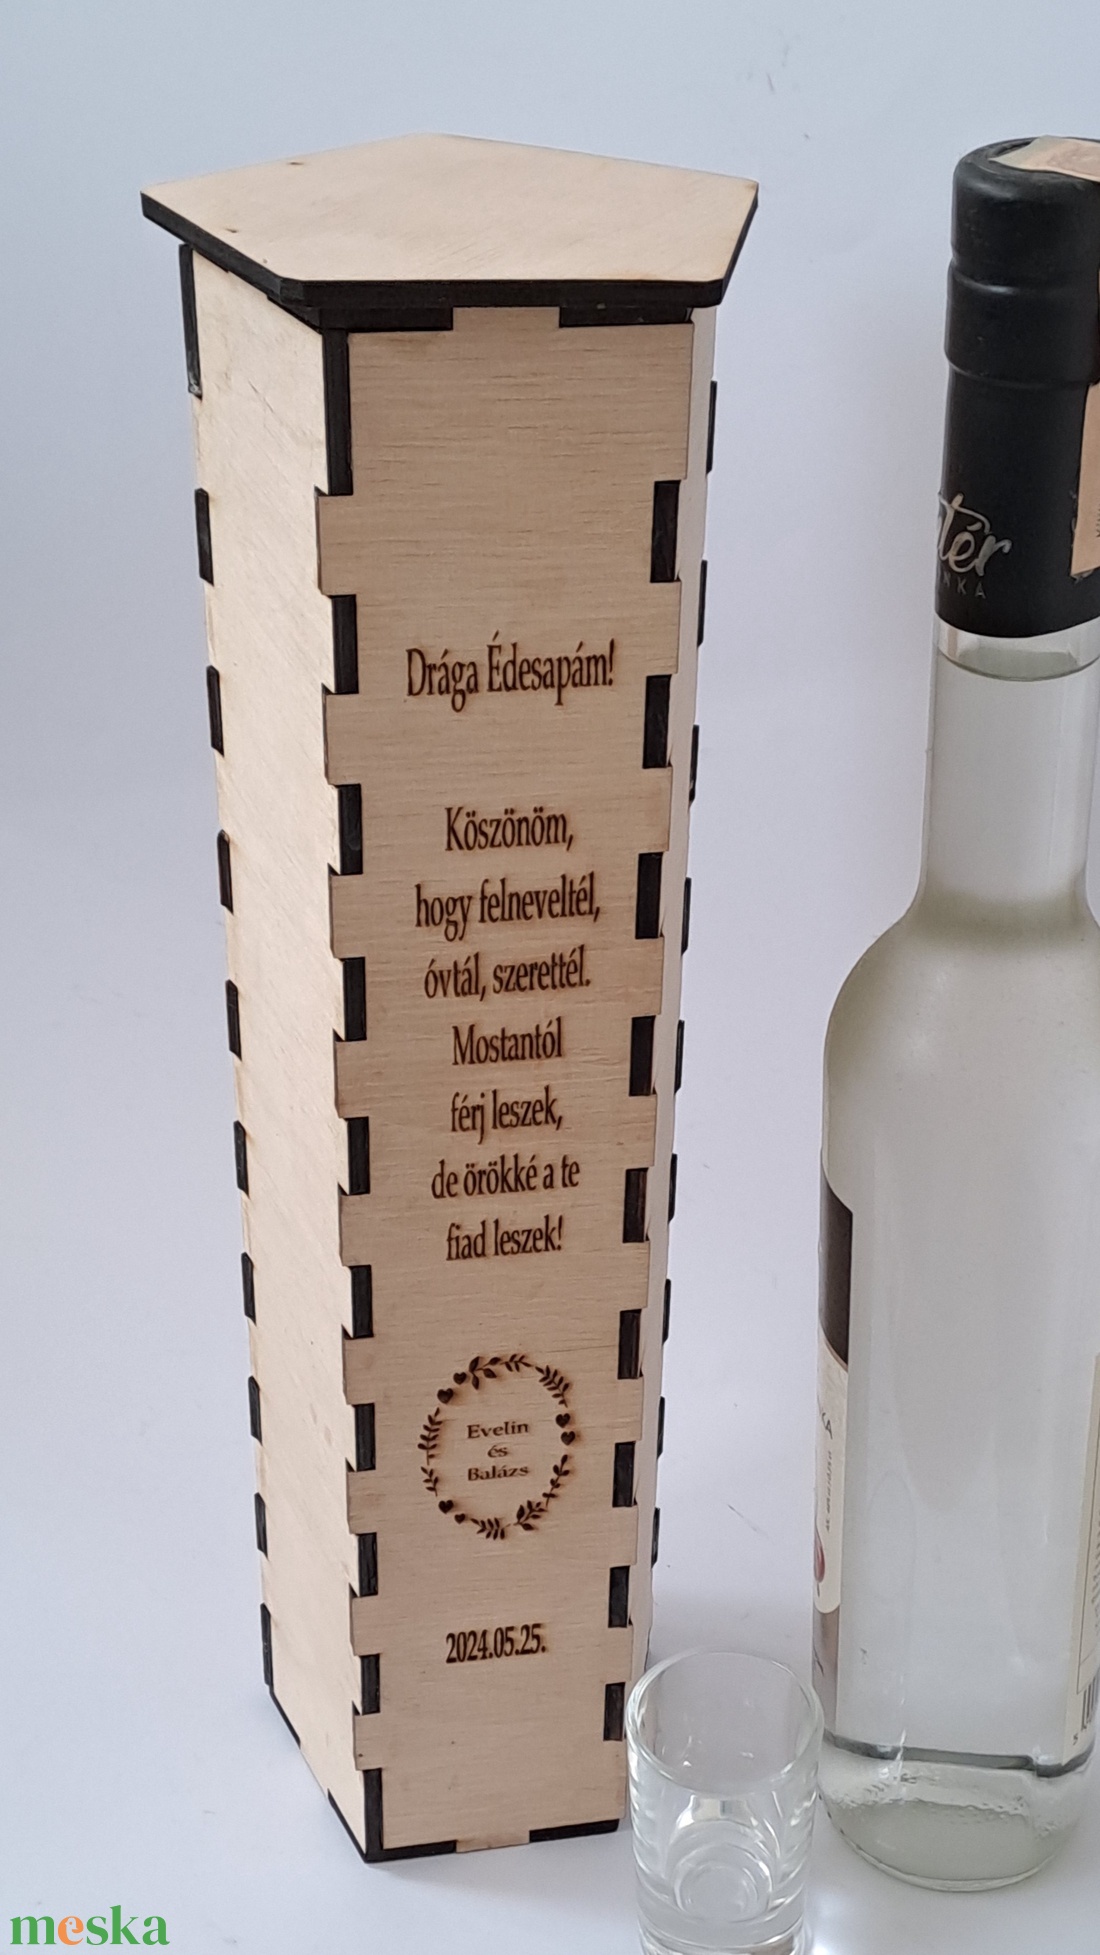 Drága Édesapám!
Köszönöm,
hogy felneveltél,
óvtál, szerettél.
Mostantól
férj leszek,
de örökké a te
fiad leszek!
Evelin
és
Balázs
2024.05.25.
meska